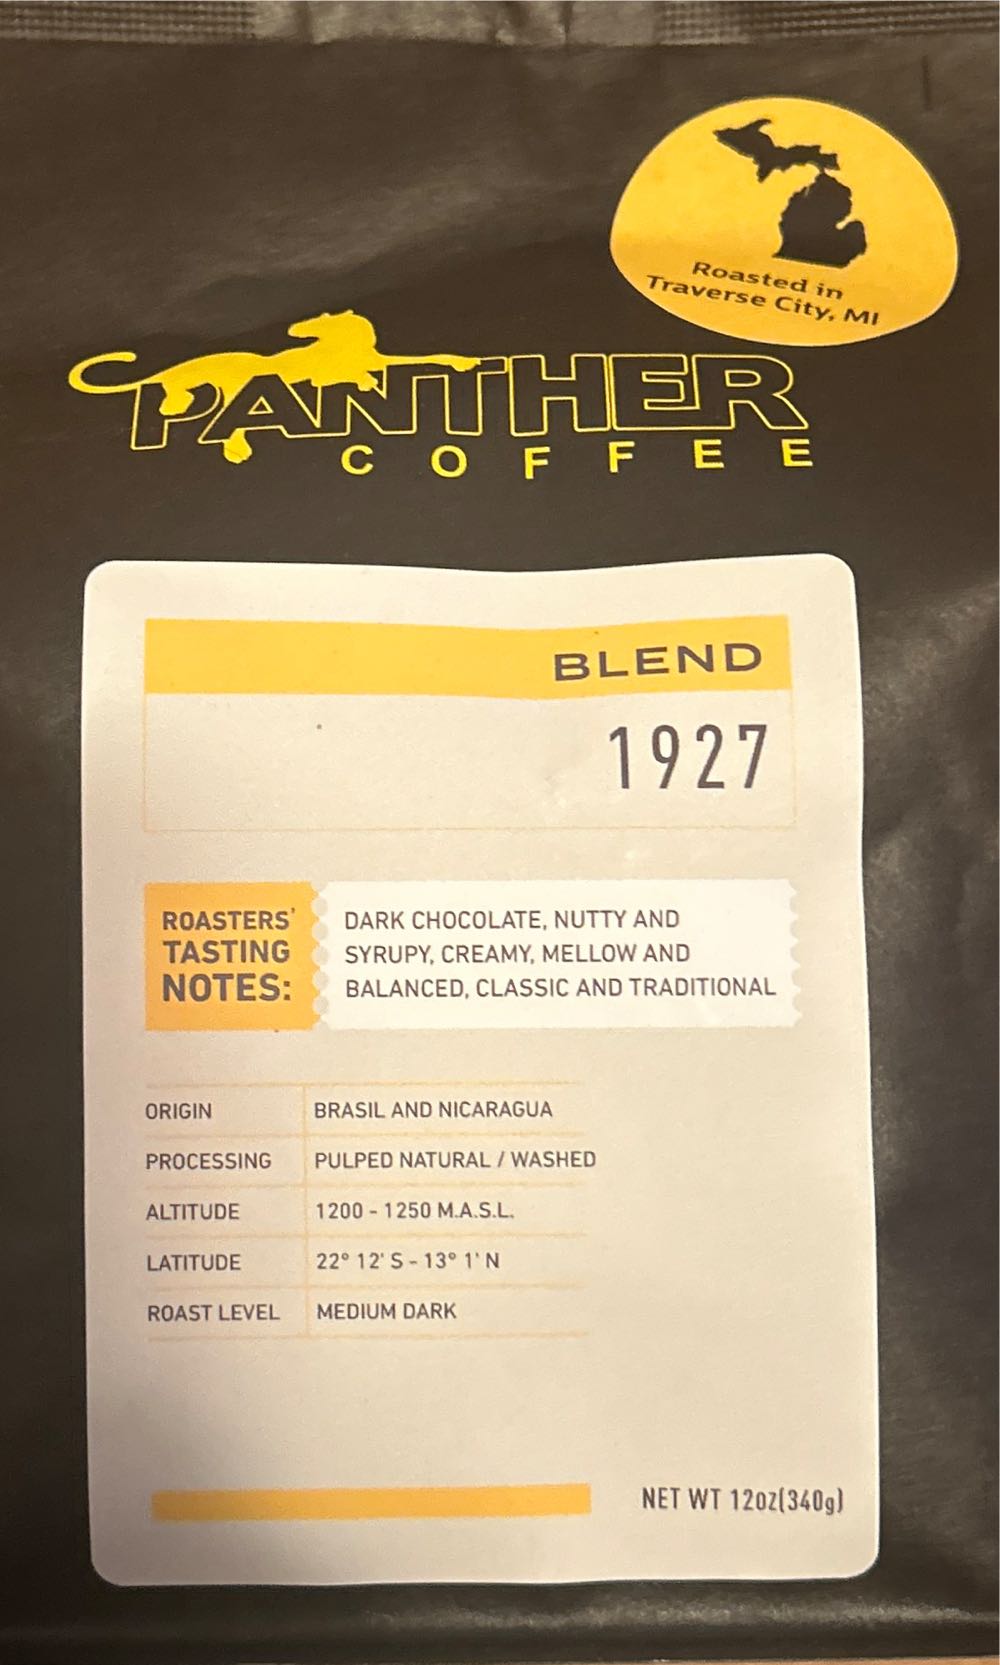 Roasted in
Traverse City, MI
PANTHER
COFFEE
BLEND
1927
ROASTERS'
TASTING
NOTES:
DARK CHOCOLATE, NUTTY AND
SYRUPY, CREAMY, MELLOW AND
BALANCED, CLASSIC AND TRADITIONAL
ORIGIN BRASIL AND NICARAGUA
PROCESSING PULPED NATURAL / WASHED
ALTITUDE 1200 - 1250 M.A.S.L.
LATITUDE 22° 12' S - 13° 1' N
ROAST LEVEL MEDIUM DARK
NET WT 12oz(340g)